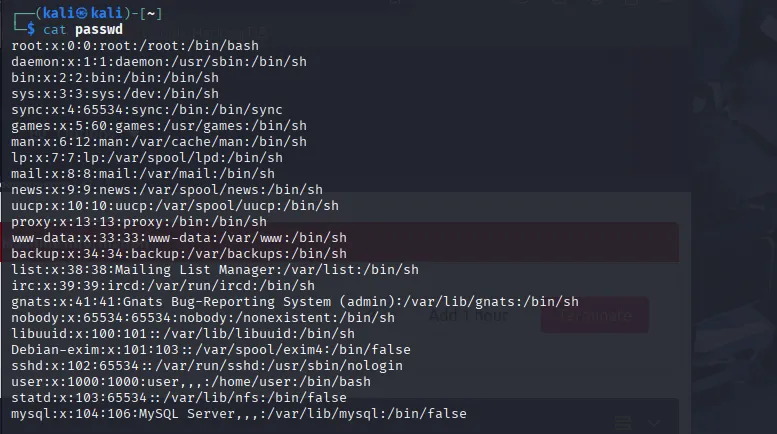 ┌──(kali㉿kali)-[~]
└─$ cat passwd
root:x:0:0:root:/root:/bin/bash
daemon:x:1:1:daemon:/usr/sbin:/bin/sh
bin:x:2:2:bin:/bin:/bin/sh
sys:x:3:3:sys:/dev:/bin/sh
sync:x:4:65534:sync:/bin:/bin/sync
games:x:5:60:games:/usr/games:/bin/sh
man:x:6:12:man:/var/cache/man:/bin/sh
lp:x:7:7:lp:/var/spool/lpd:/bin/sh
mail:x:8:8:mail:/var/mail:/bin/sh
news:x:9:9:news:/var/spool/news:/bin/sh
uucp:x:10:10:uucp:/var/spool/uucp:/bin/sh
proxy:x:13:13:proxy:/bin:/bin/sh
www-data:x:33:33:www-data:/var/www:/bin/sh
backup:x:34:34:backup:/var/backups:/bin/sh
list:x:38:38:Mailing List Manager:/var/list:/bin/sh
irc:x:39:39:ircd:/var/run/ircd:/bin/sh
gnats:x:41:41:Gnats Bug-Reporting System (admin):/var/lib/gnats:/bin/sh
nobody:x:65534:65534:nobody:/nonexistent:/bin/sh
Add 1 hour
Terminate
libuuid:x:100:101::/var/lib/libuuid:/bin/sh
Debian-exim:x:101:103::/var/spool/exim4:/bin/false
sshd:x:102:65534::/var/run/sshd:/usr/sbin/nologin
user:x:1000:1000:user,,,:/home/user:/bin/bash
statd:x:103:65534::/var/lib/nfs:/bin/false
mysql:x:104:106:MySQL Server,,,:/var/lib/mysql:/bin/false